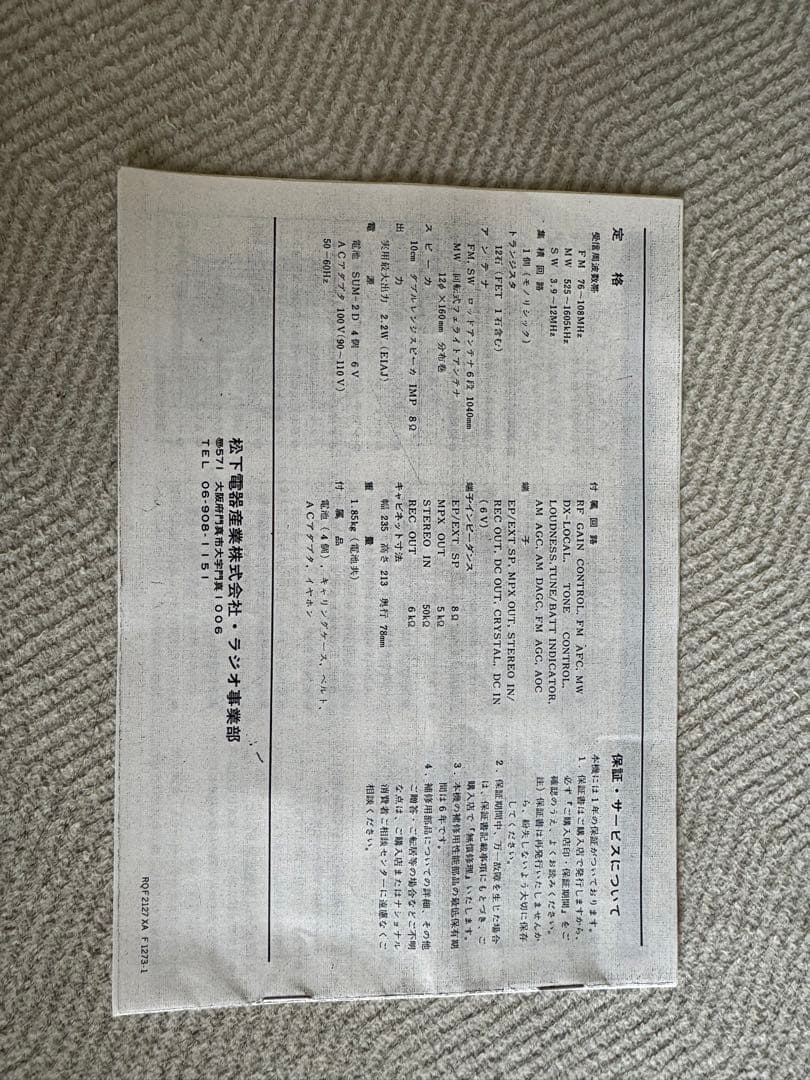 定格
受信周波数帯
FM 76～108MHz
MW 525～1605kHz
SW 3.9～12MHz
集積回路
1個（モノリシック）
トランジスタ
12石（FET 1石含む）
アンテナ
FM, SW ロッドアンテナ6段 1040mm
MW 回転式フェライトアンテナ
12∅×160mm 分布巻
スピーカ
10cm ダブルレンジスピーカ IMP 8Ω
出力
実用最大出力 2.2W（EIAJ）
電源
電池 SUM-2D 4個 6V
ACアダプタ 100V（90～110V）
50－60Hz
付属回路
RF GAIN CONTROL, FM AFC, MW
DX-LOCAL, TONE CONTROL,
LOUDNESS, TUNE/BATT INDICATOR,
AM AGC, AM DAGC, FM AGC, AOC
端子
EP/EXT SP, MPX OUT, STEREO IN/
REC OUT, DC OUT, CRYSTAL, DC IN
（6V）
端子インピーダンス
EP/EXT. SP 8Ω
MPX OUT 5kΩ
STEREO IN 50kΩ
REC OUT 6kΩ
キャビネット寸法
幅 235 高さ 213 奥行 78mm
重量
1.85kg（電池共）
付属品
電池（4個）、キャリングケース、ベルト、
ACアダプタ、イヤホン
保証・サービスについて
本機には1年の保証がついております。
1．保証書はご購入店で発行しますから
必ず『ご購入店印・保証期間』をご
確認のうえ、よくお読みください。
注）保証書は再発行いたしませんか
ら、紛失しないよう大切に保存
してください。
2．保証期間中、万一故障を生じた場合
は、保証書記載事項にもとづき、ご
購入店で『無償修理』いたします。
3．本機の補修用性能部品の最低保有期
間は6年です。
4．補修用部品についての詳細、その他
ご贈答、ご転居等の場合などご不明
な点は、ご購入店またはナショナル
消費者ご相談センターに遠慮なくご
相談ください。
松下電器産業株式会社・ラジオ事業部
〠571 大阪府門真市大字門真1006
TEL 06-908-1151
RQF2127XA F1273-1